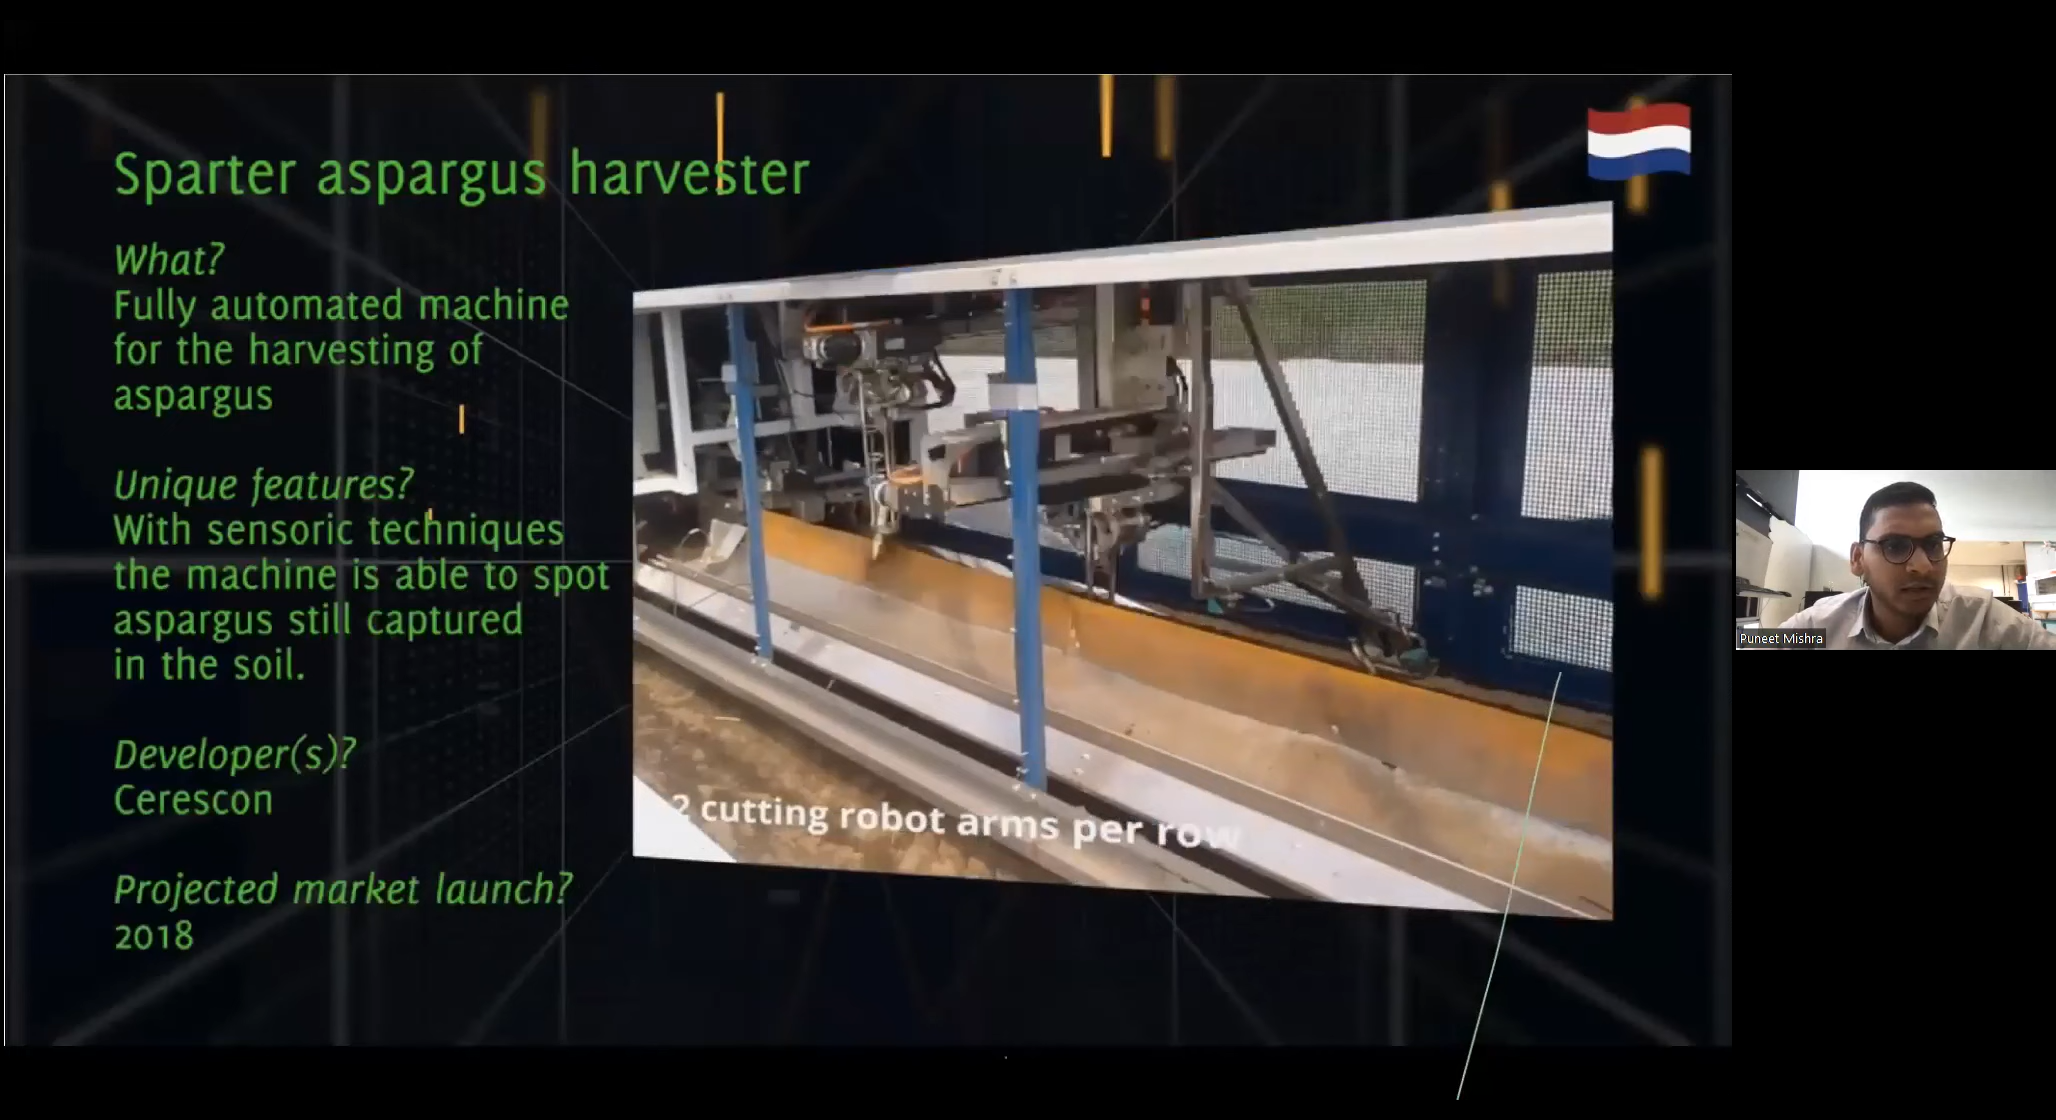 Sparter aspargus harvester
What?
Fully automated machine
for the harvesting of
aspargus
Unique features?
With sensoric techniques
the machine is able to spot
aspargus still captured
in the soil.
Developer(s)?
Cerescon
Projected market launch?
2018
2 cutting robot arms per row
Puneet Mishra